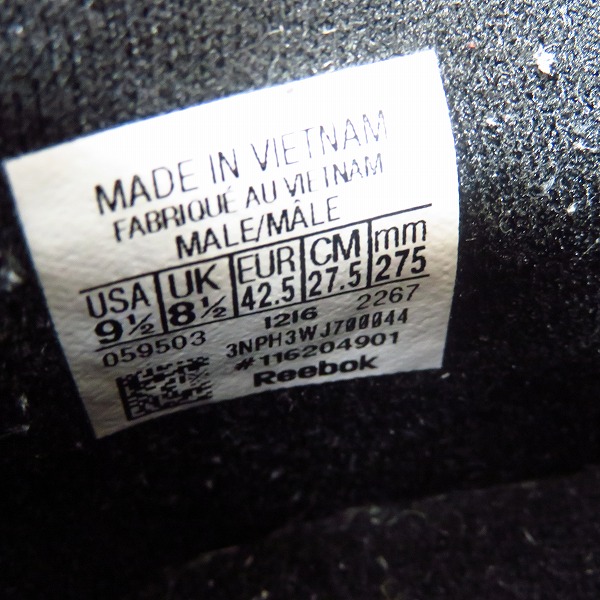 MADE IN VIETNAM
FABRIQUÉ AU VIETNAM
MALE/MÂLE
USA UK EUR CM mm
9½ 8½ 42.5 27.5 275
059503 1216 2267
3NPH3WJ700044
#116204901
Reebok